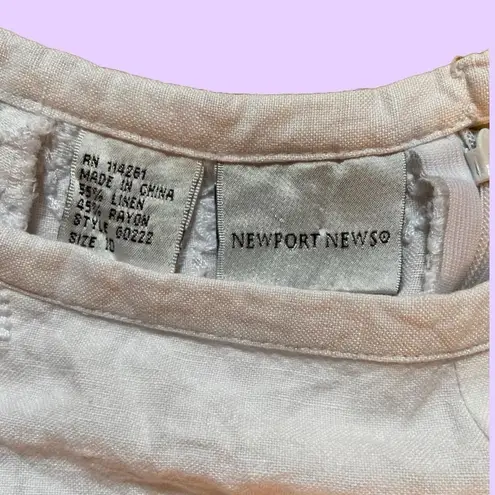 RN 114261
MADE IN CHINA
55% LINEN
45% RAYON
STYLE 60222
SIZE 10
NEWPORT NEWS